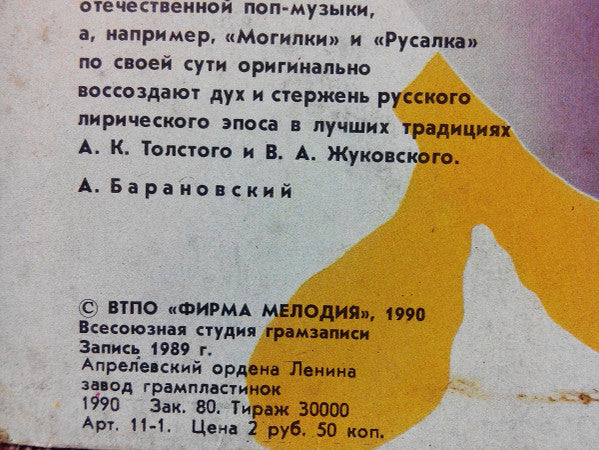 отечественной поп-музыки,
а, например, «Могилки» и «Русалка»
по своей сути оригинально
воссоздают дух и стержень русского
лирического эпоса в лучших традициях
А. К. Толстого и В. А. Жуковского.
А. Барановский
© ВТПО «ФИРМА МЕЛОДИЯ», 1990
Всесоюзная студия грамзаписи
Запись 1989 г.
Апрелевский ордена Ленина
завод грампластинок
1990 Зак. 80. Тираж 30000
Арт. 11-1. Цена 2 руб. 50 коп.